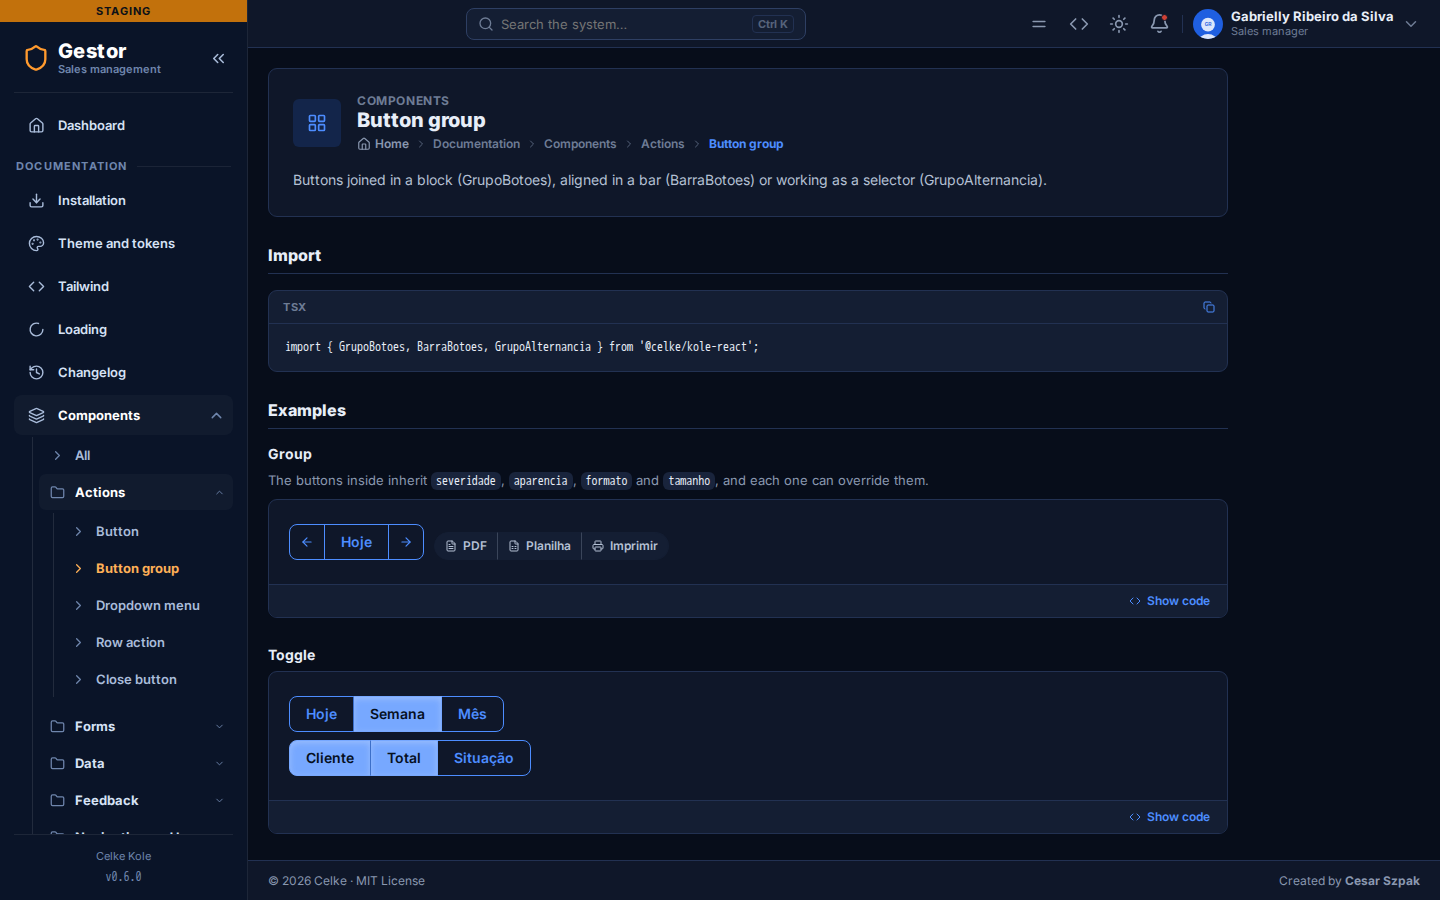 STAGING
Gestor
Sales management
Dashboard
DOCUMENTATION
Installation
Theme and tokens
Tailwind
Loading
Changelog
Components
All
Actions
Button
Button group
Dropdown menu
Row action
Close button
Forms
Data
Feedback
Celke Kole
v0.6.0
Search the system...
Ctrl K
GR
Gabrielly Ribeiro da Silva
Sales manager
COMPONENTS
Button group
Home > Documentation > Components > Actions > Button group
Buttons joined in a block (GrupoBotoes), aligned in a bar (BarraBotoes) or working as a selector (GrupoAlternancia).
Import
TSX
import { GrupoBotoes, BarraBotoes, GrupoAlternancia } from '@celke/kole-react';
Examples
Group
The buttons inside inherit severidade, aparencia, formato and tamanho, and each one can override them.
Hoje
PDF Planilha Imprimir
Show code
Toggle
Hoje Semana Mês
Cliente Total Situação
Show code
© 2026 Celke · MIT License
Created by Cesar Szpak